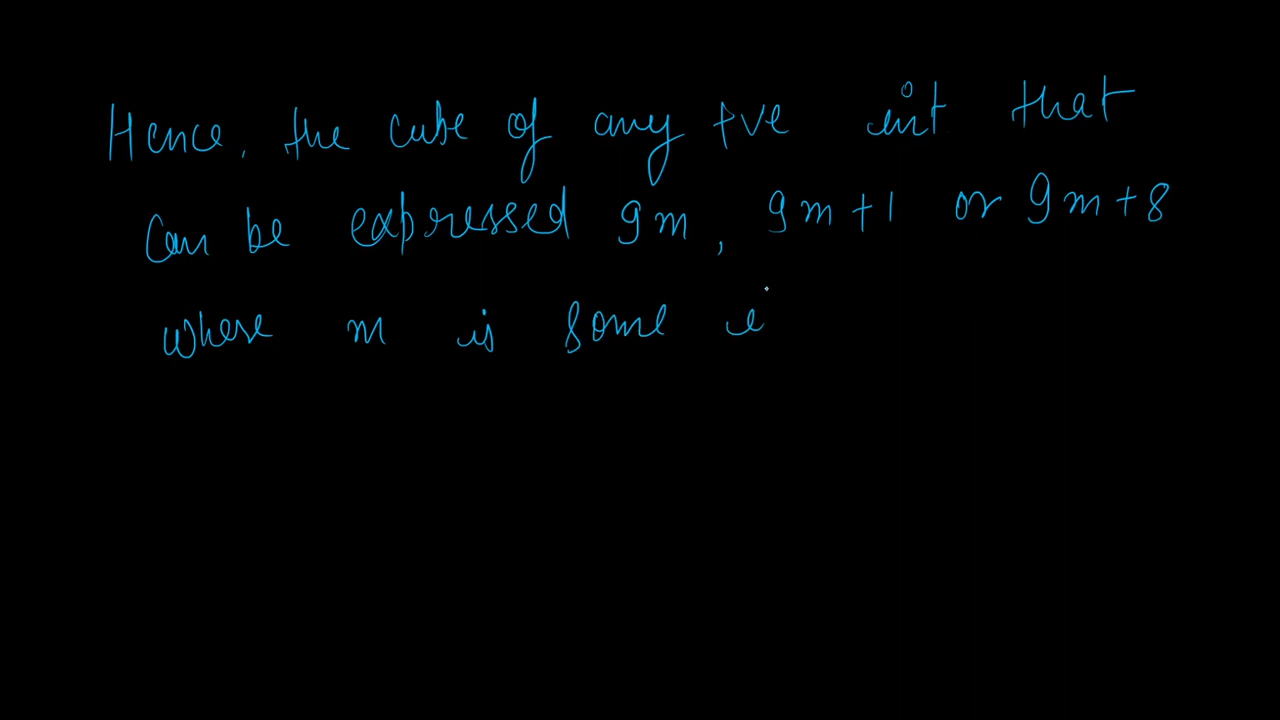 Hence, the cube of any +ve int that
can be expressed 9m, 9m+1 or 9m+8
where m is some i